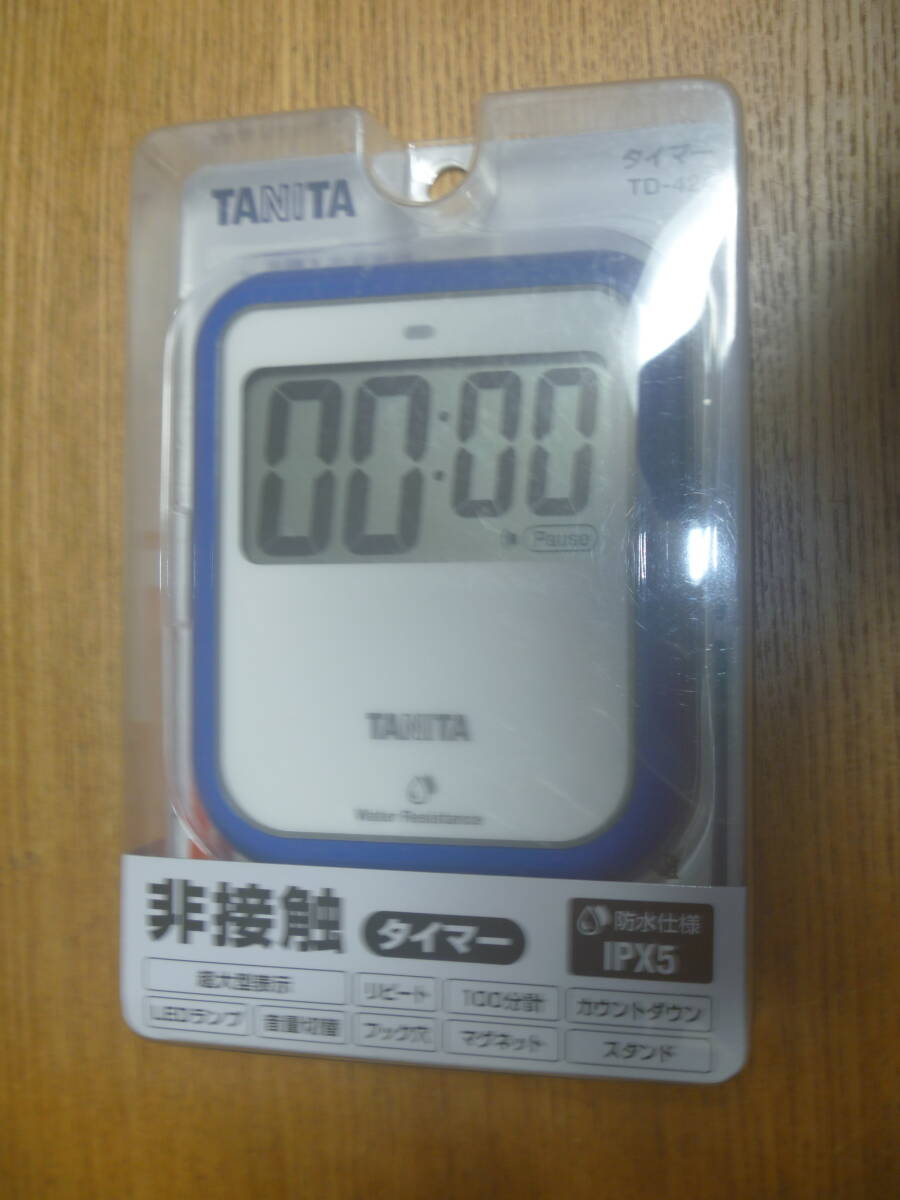 TANITA
タイマー
TD-42
00:00
Pause
TANITA
Water Resistance
非接触 タイマー
防水仕様
IPX5
超大型表示 リピート 100分計 カウントダウン
LEDランプ 音量切替 フック穴 マグネット スタンド